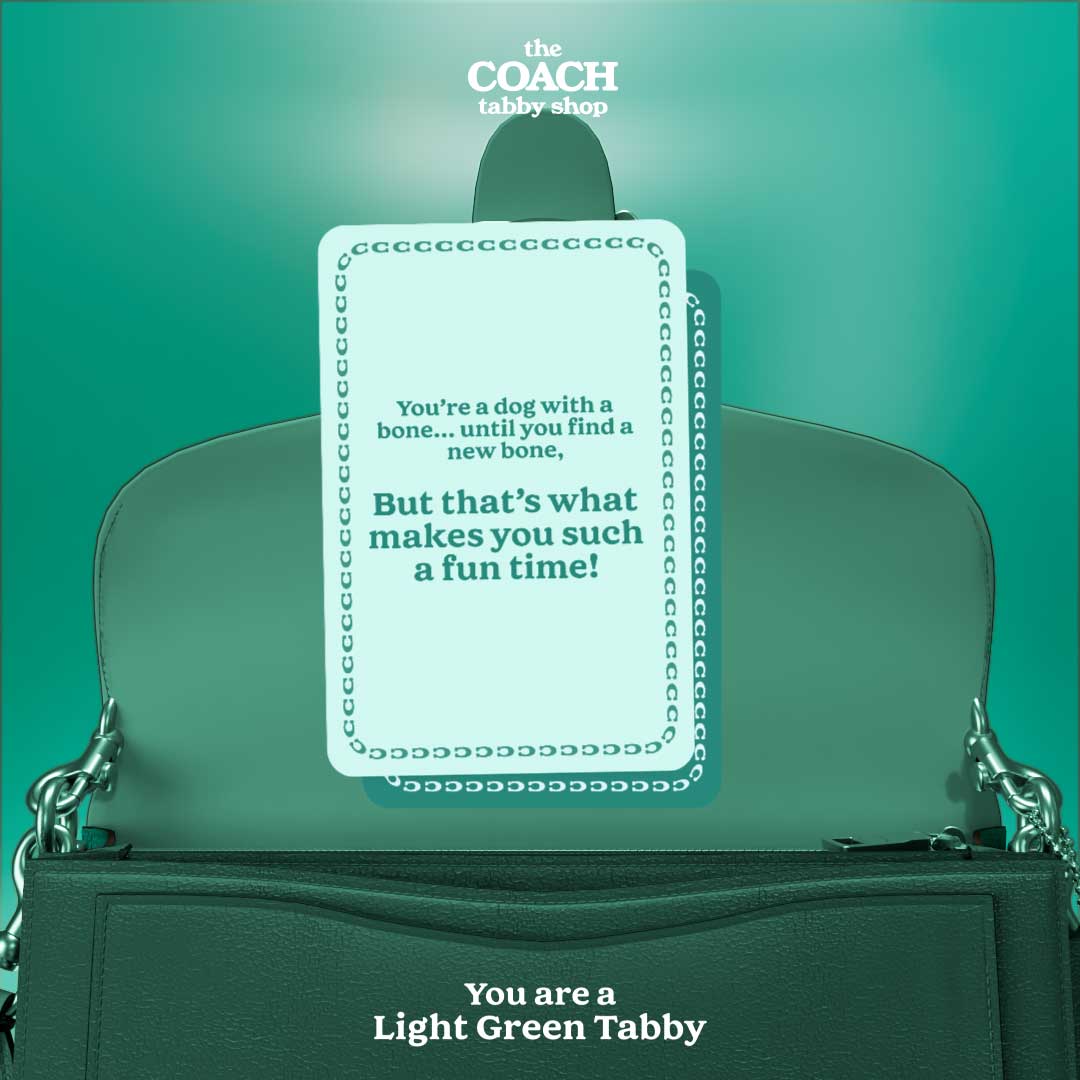 the
COACH
tabby shop
You're a dog with a
bone... until you find a
new bone,
But that's what
makes you such
a fun time!
You are a
Light Green Tabby